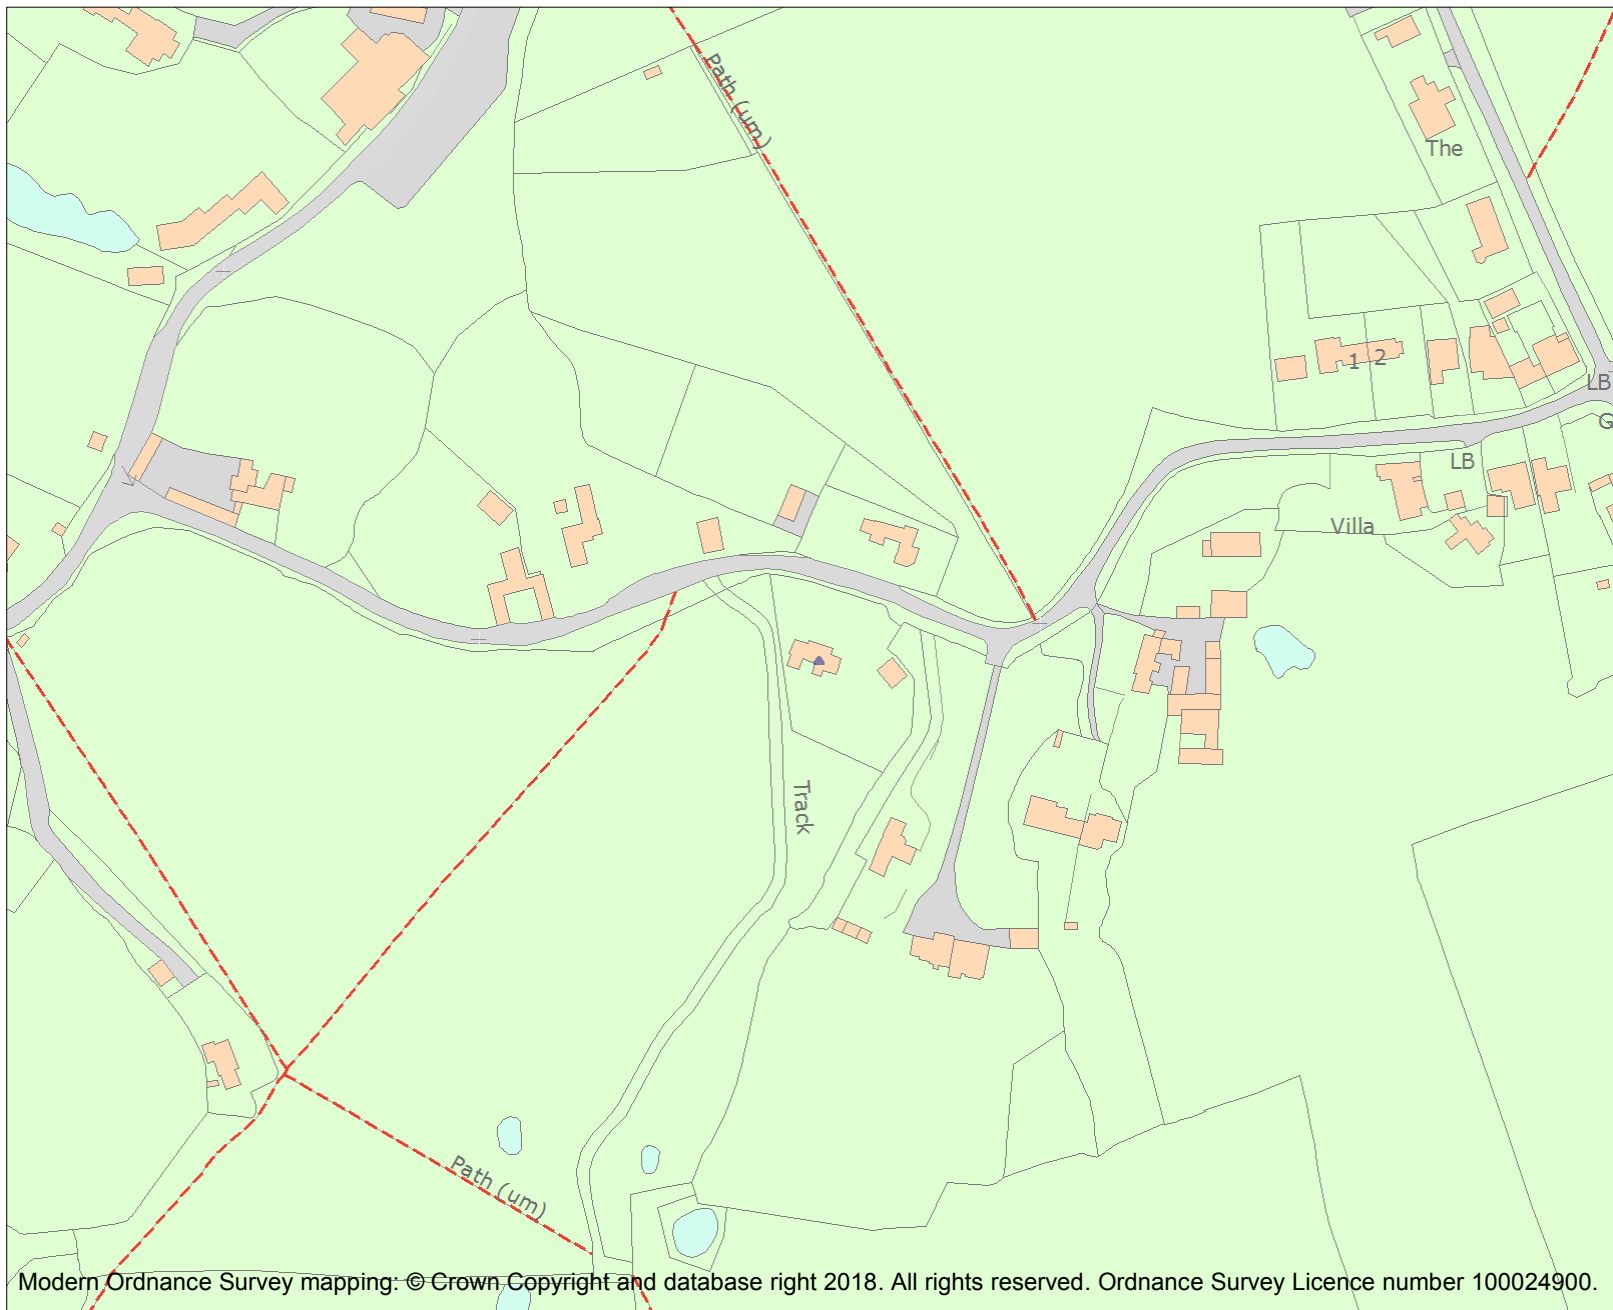 Path (um)
The
1 2
LB
G
LB
Villa
Track
Path (um)
Modern Ordnance Survey mapping: © Crown Copyright and database right 2018. All rights reserved. Ordnance Survey Licence number 100024900.